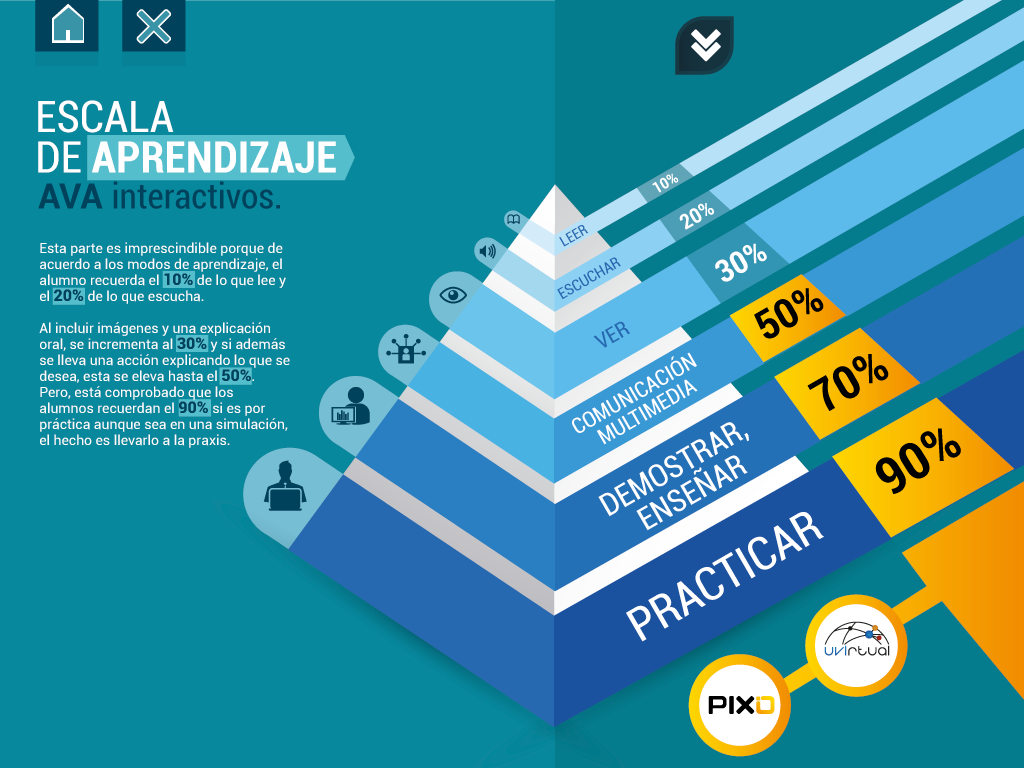 ESCALA
DE APRENDIZAJE
AVA interactivos.
Esta parte es imprescindible porque de
acuerdo a los modos de aprendizaje, el
alumno recuerda el 10% de lo que lee y
el 20% de lo que escucha.
Al incluir imágenes y una explicación
oral, se incrementa al 30% y si además
se lleva una acción explicando lo que se
desea, esta se eleva hasta el 50%.
Pero, está comprobado que los
alumnos recuerdan el 90% si es por
práctica aunque sea en una simulación,
el hecho es llevarlo a la praxis.
LEER
10%
ESCUCHAR
20%
VER
30%
COMUNICACIÓN
MULTIMEDIA
50%
DEMOSTRAR,
ENSEÑAR
70%
PRACTICAR
90%
uvirtual
PIXO